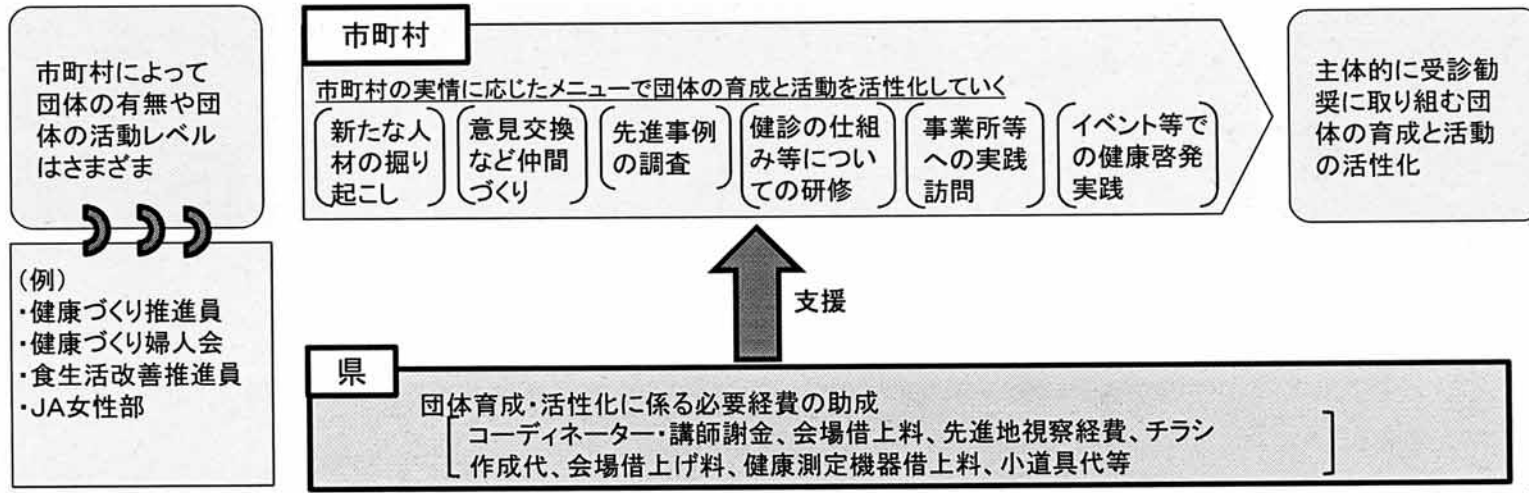 市町村によって
団体の有無や団
体の活動レベル
はさまざま
(例)
・健康づくり推進員
・健康づくり婦人会
・食生活改善推進員
・JA女性部
市町村
市町村の実情に応じたメニューで団体の育成と活動を活性化していく
新たな人
材の掘り
起こし
意見交換
など仲間
づくり
先進事例
の調査
健診の仕組
み等につい
ての研修
事業所等
への実践
訪問
イベント等で
の健康啓発
実践
主体的に受診勧
奨に取り組む団
体の育成と活動
の活性化
支援
県
団体育成・活性化に係る必要経費の助成
コーディネーター・講師謝金、会場借上料、先進地視察経費、チラシ
作成代、会場借上げ料、健康測定機器借上料、小道具代等